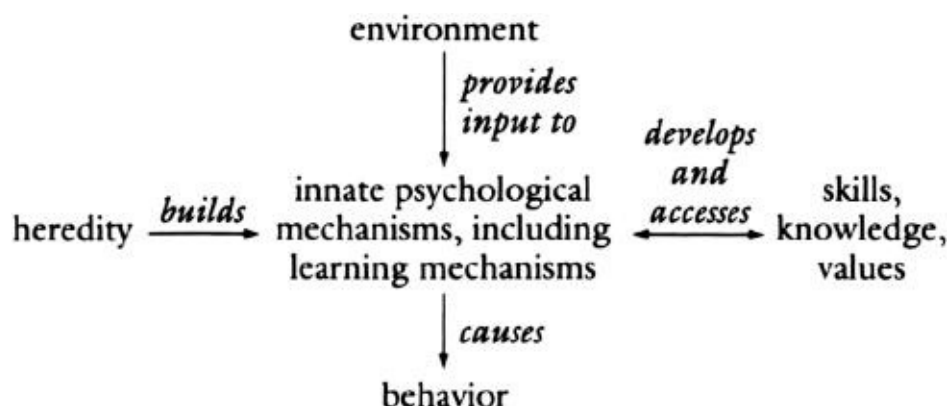 environment
provides
input to
develops
and
accesses
heredity
builds
innate psychological
mechanisms, including
learning mechanisms
skills,
knowledge,
values
causes
behavior